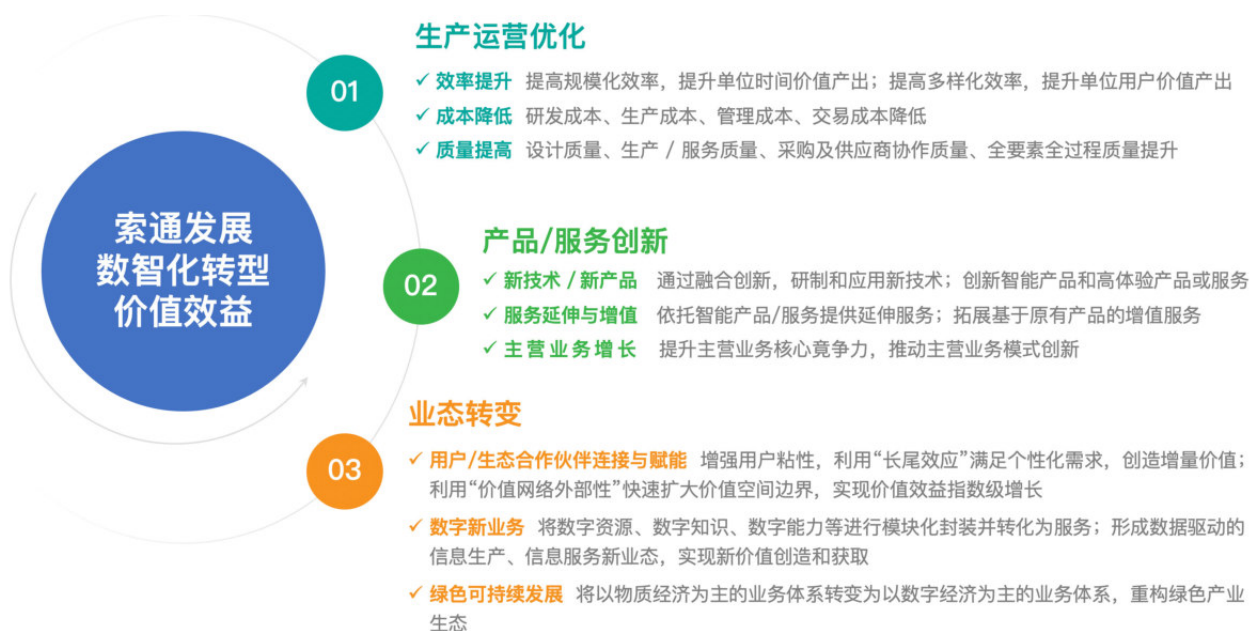 索通发展
数智化转型
价值效益
01
生产运营优化
✓ 效率提升 提高规模化效率，提升单位时间价值产出；提高多样化效率，提升单位用户价值产出
✓ 成本降低 研发成本、生产成本、管理成本、交易成本降低
✓ 质量提高 设计质量、生产 / 服务质量、采购及供应商协作质量、全要素全过程质量提升
02
产品/服务创新
✓ 新技术 / 新产品 通过融合创新，研制和应用新技术；创新智能产品和高体验产品或服务
✓ 服务延伸与增值 依托智能产品/服务提供延伸服务；拓展基于原有产品的增值服务
✓ 主营业务增长 提升主营业务核心竟争力，推动主营业务模式创新
03
业态转变
✓ 用户/生态合作伙伴连接与赋能 增强用户粘性，利用“长尾效应”满足个性化需求，创造增量价值；
利用“价值网络外部性”快速扩大价值空间边界，实现价值效益指数级增长
✓ 数字新业务 将数字资源、数字知识、数字能力等进行模块化封装并转化为服务；形成数据驱动的
信息生产、信息服务新业态，实现新价值创造和获取
✓ 绿色可持续发展 将以物质经济为主的业务体系转变为以数字经济为主的业务体系，重构绿色产业
生态